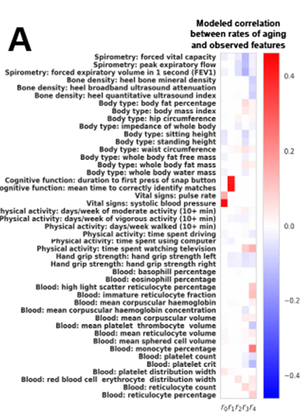 A
Modeled correlation
between rates of aging
and observed features
Spirometry: forced vital capacity
Spirometry: peak expiratory flow
Spirometry: forced expiratory volume in 1 second (FEV1)
Bone density: heel bone mineral density
Bone density: heel broadband ultrasound attenuation
Bone density: heel quantitative ultrasound index
Body type: body fat percentage
Body type: body mass index
Body type: hip circumference
Body type: impedance of whole body
Body type: sitting height
Body type: standing height
Body type: waist circumference
Body type: whole body fat free mass
Body type: whole body fat mass
Body type: whole body water mass
Cognitive function: duration to first press of snap button
ognitive function: mean time to correctly identify matches
Vital signs: pulse rate
Vital signs: systolic blood pressure
hysical activity: days/week of moderate activity (10+ min)
Physical activity: days/week of vigorous activity (10+ min)
Physical activity: days/week walked (10+ min)
Physical activity: time spent driving
Physical activity: time spent using computer
Physical activity: time spent watching television
Hand grip strength: hand grip strength left
Hand grip strength: hand grip strength right
Blood: basophill percentage
Blood: eosinophill percentage
Blood: high light scatter reticulocyte percentage
Blood: immature reticulocyte fraction
Blood: mean corpuscular haemoglobin
Blood: mean corpuscular haemoglobin concentration
Blood: mean corpuscular volume
Blood: mean platelet thrombocyte volume
Blood: mean reticulocyte volume
Blood: mean sphered cell volume
Blood: monocyte percentage
Blood: platelet count
Blood: platelet crit
Blood: platelet distribution width
Blood: red blood cell erythrocyte distribution width
Blood: reticulocyte count
Blood: reticulocyte percentage
r0 r1 r2 r3 r4
0.4
0.2
0.0
−0.2
−0.4